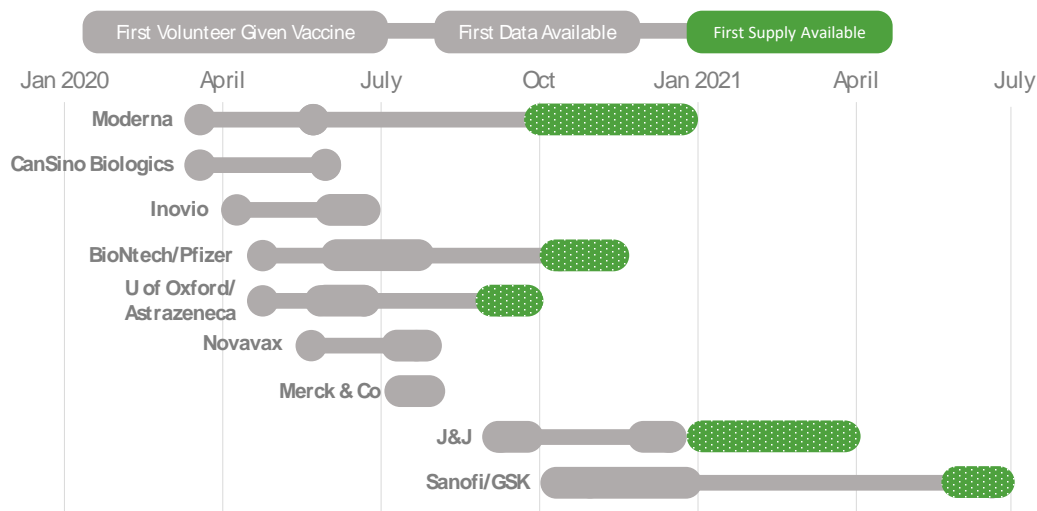 First Volunteer Given Vaccine First Data Available First Supply Available
Jan 2020 April July Oct Jan 2021 April July
Moderna
CanSino Biologics
Inovio
BioNtech/Pfizer
U of Oxford/
Astrazeneca
Novavax
Merck & Co
J&J
Sanofi/GSK